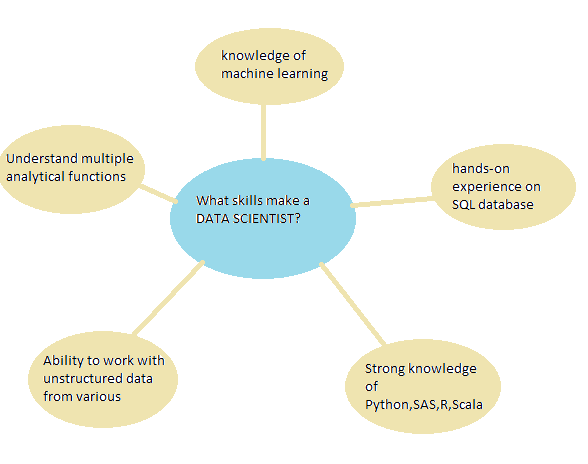 knowledge of
machine learning
Understand multiple
analytical functions
hands-on
experience on
SQL database
What skills make a
DATA SCIENTIST?
Ability to work with
unstructured data
from various
Strong knowledge
of
Python,SAS,R,Scala